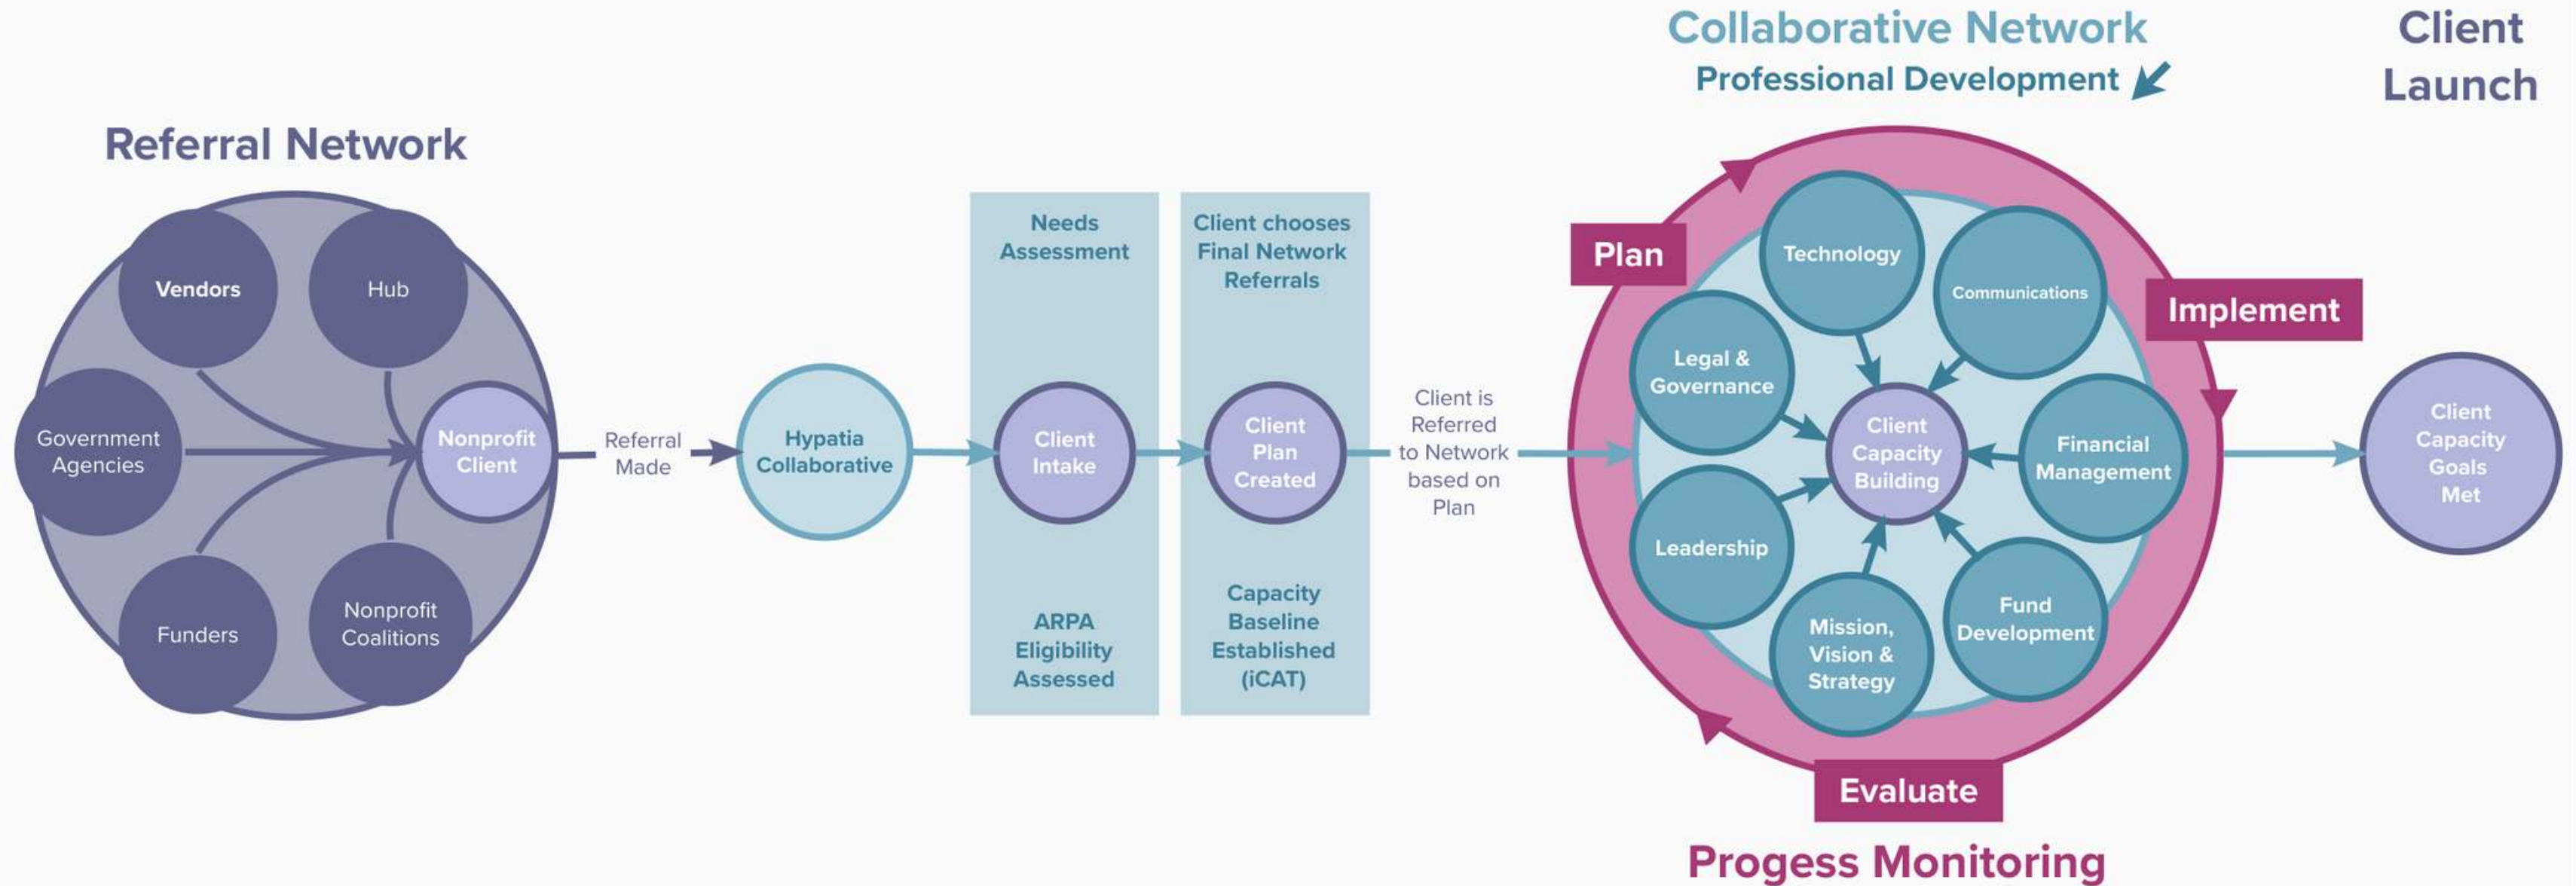 Referral Network
Vendors
Hub
Government
Agencies
Nonprofit
Client
Funders
Nonprofit
Coalitions
Referral
Made
Hypatia
Collaborative
Needs
Assessment
Client
Intake
ARPA
Eligibility
Assessed
Client chooses
Final Network
Referrals
Client
Plan
Created
Capacity
Baseline
Established
(iCAT)
Client is
Referred
to Network
based on
Plan
Collaborative Network
Professional Development
Plan
Implement
Evaluate
Technology
Communications
Legal &
Governance
Client
Capacity
Building
Financial
Management
Leadership
Mission,
Vision &
Strategy
Fund
Development
Progess Monitoring
Client
Launch
Client
Capacity
Goals
Met